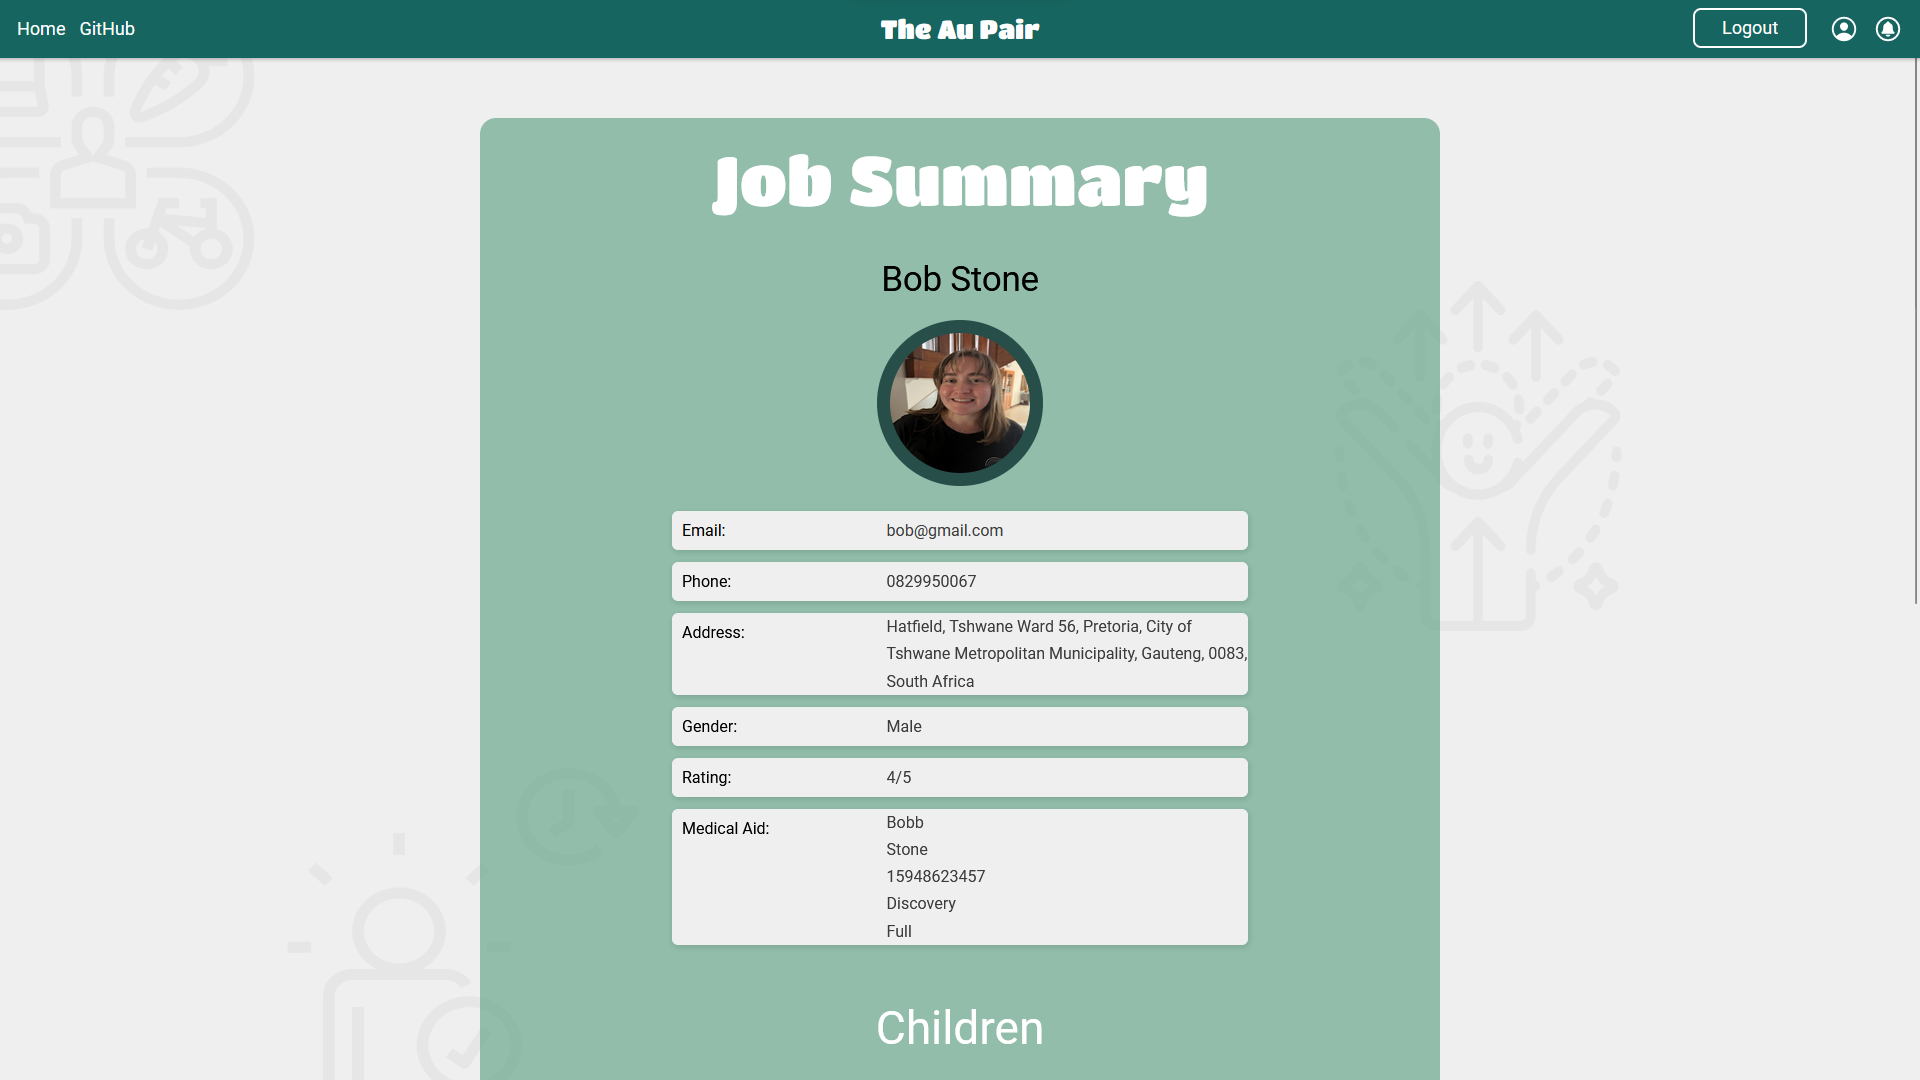 Home GitHub The Au Pair Logout
Job Summary
Bob Stone
Email: bob@gmail.com
Phone: 0829950067
Address: Hatfield, Tshwane Ward 56, Pretoria, City of
Tshwane Metropolitan Municipality, Gauteng, 0083,
South Africa
Gender: Male
Rating: 4/5
Medical Aid: Bobb
Stone
15948623457
Discovery
Full
Children